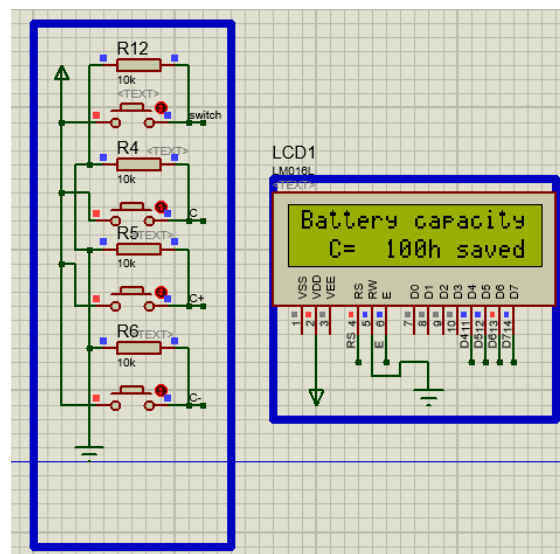 R12
10k
<TEXT>
switch
R4
<TEXT>
10k
C
R5
<TEXT>
10k
C+
R6
<TEXT>
10k
C-
LCD1
LM016L
<TEXT>
Battery capacity
C= 100h saved
VSS VDD VEE RS RW E D0 D1 D2 D3 D4 D5 D6 D7
1 2 3 4 5 6 7 8 9 10 11 12 13 14
RS E D4 D5 D6 D7